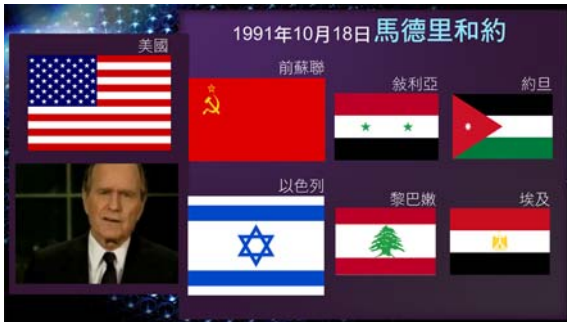 1991年10月18日馬德里和約
美國
前蘇聯
敍利亞
約旦
以色列
黎巴嫩
埃及